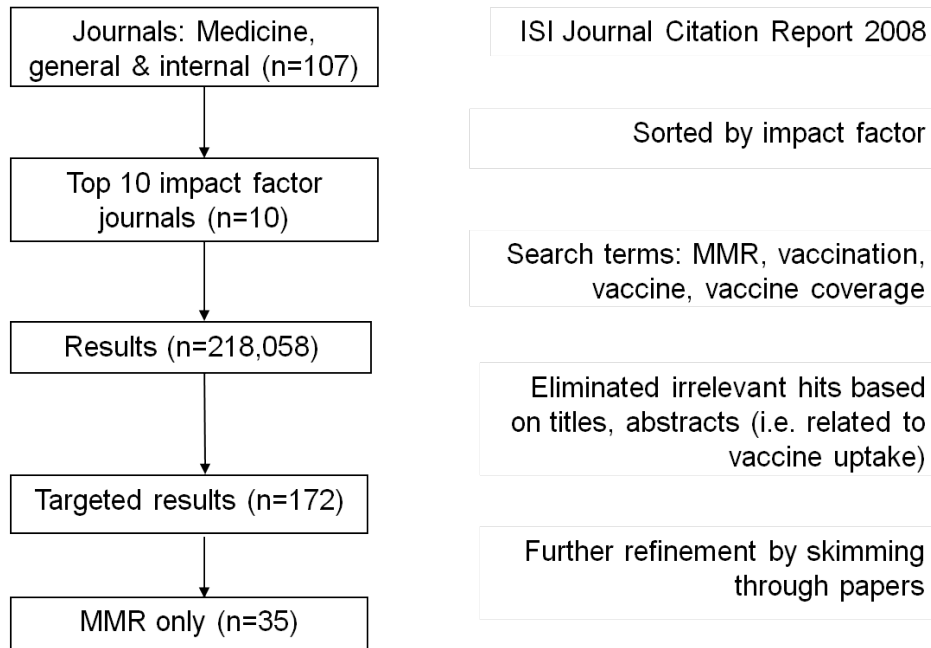 Journals: Medicine,
general & internal (n=107)
ISI Journal Citation Report 2008
Sorted by impact factor
Top 10 impact factor
journals (n=10)
Search terms: MMR, vaccination,
vaccine, vaccine coverage
Results (n=218,058)
Eliminated irrelevant hits based
on titles, abstracts (i.e. related to
vaccine uptake)
Targeted results (n=172)
Further refinement by skimming
through papers
MMR only (n=35)